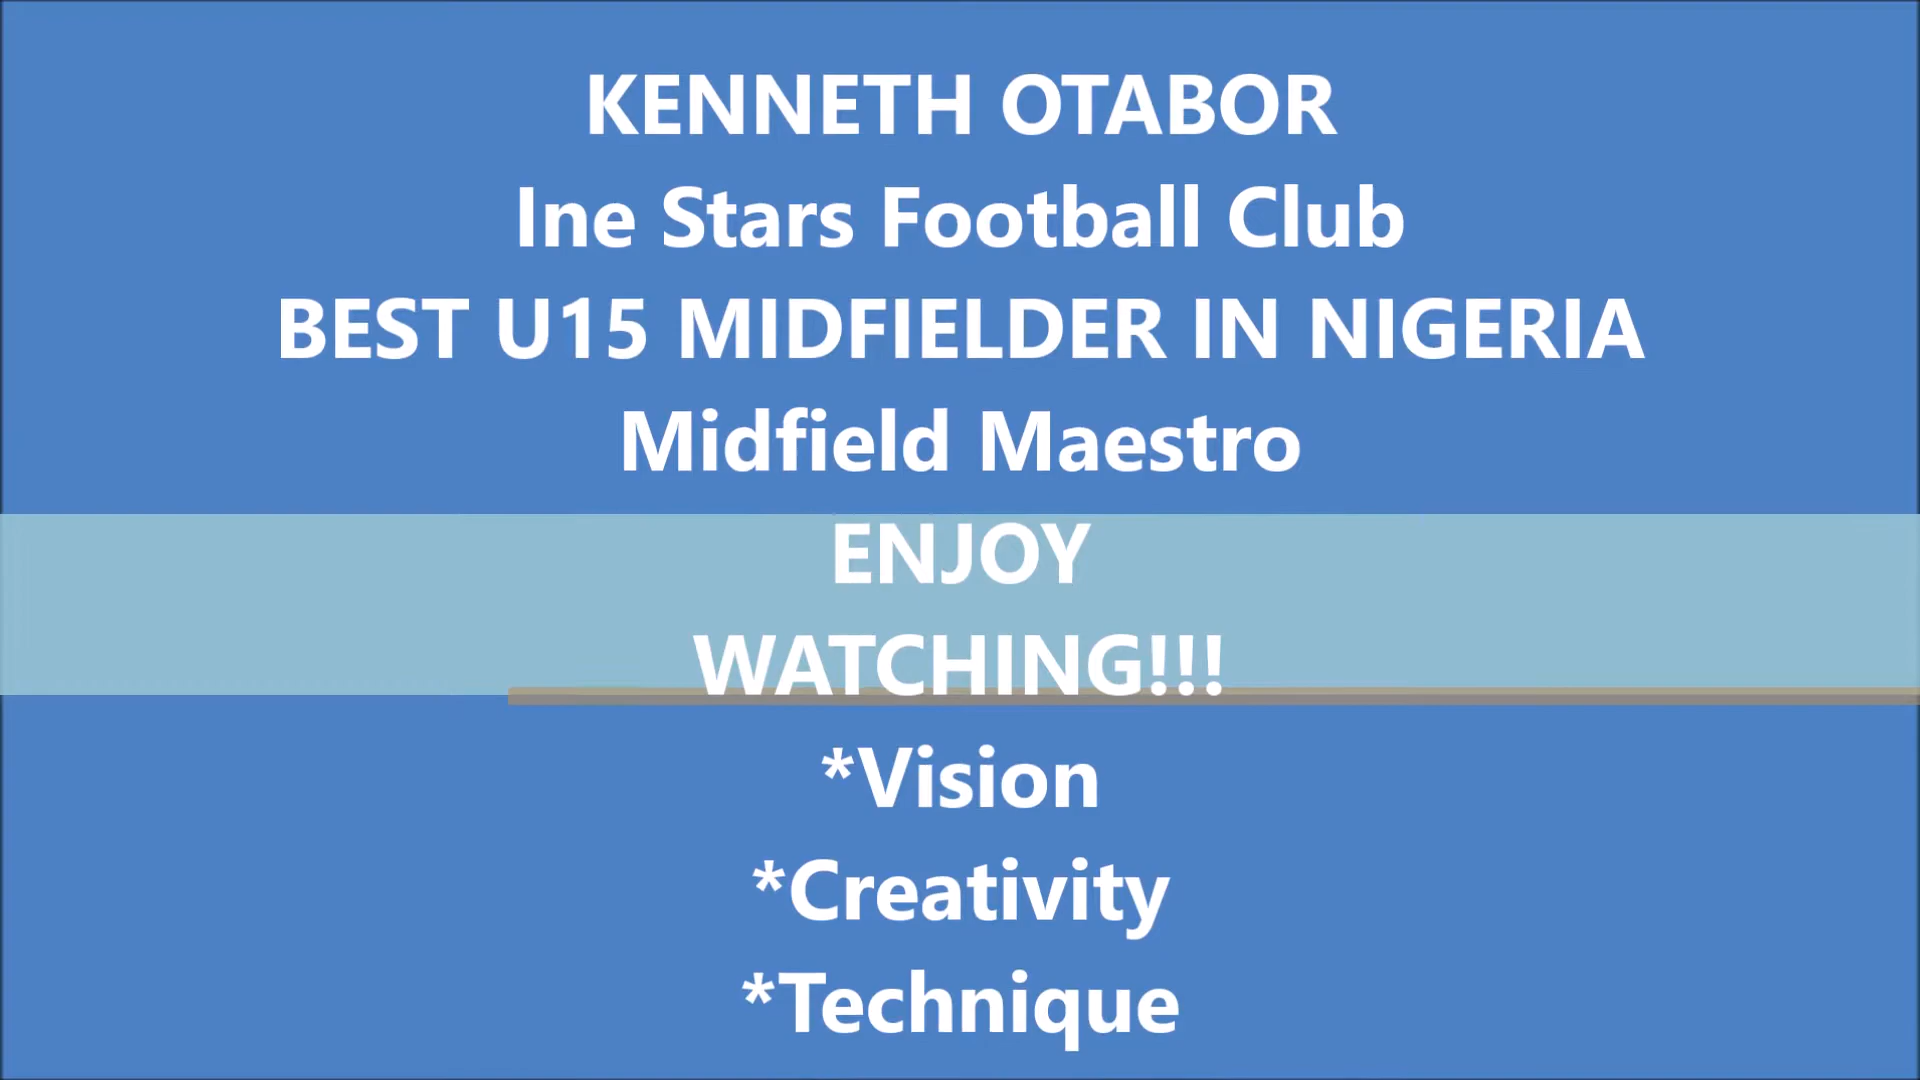 KENNETH OTABOR
Ine Stars Football Club
BEST U15 MIDFIELDER IN NIGERIA
Midfield Maestro
ENJOY
WATCHING!!!
*Vision
*Creativity
*Technique